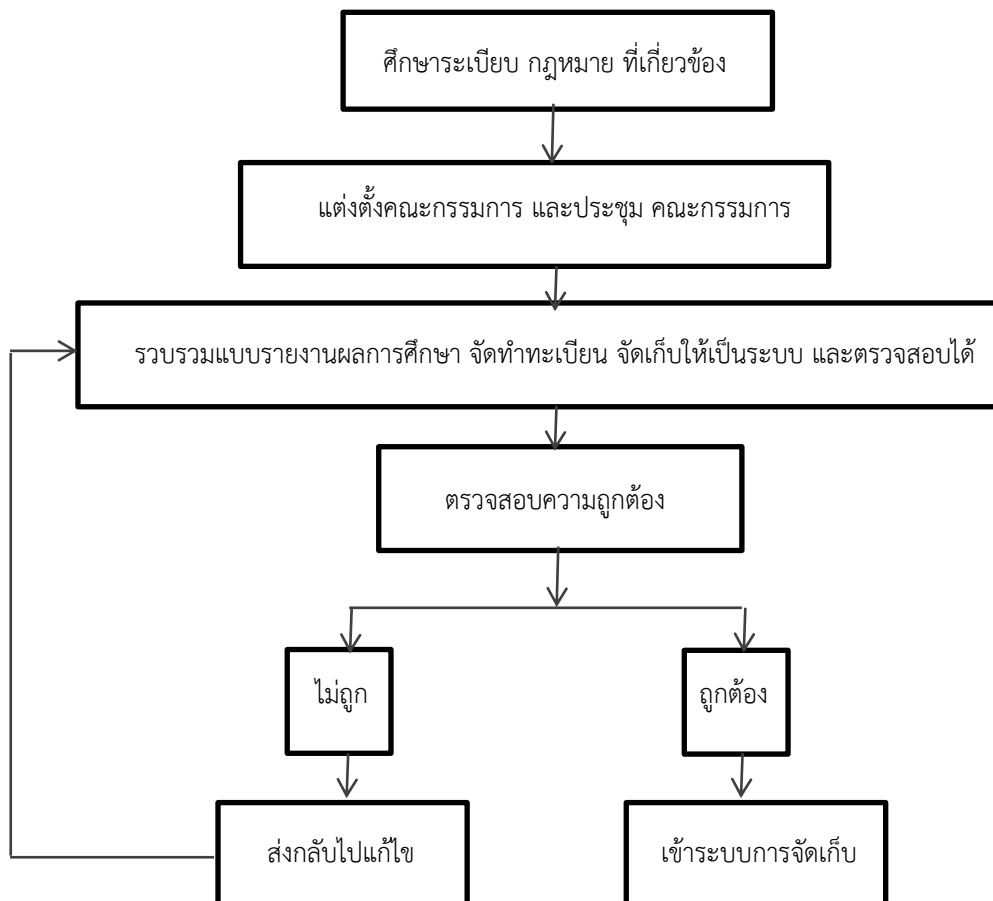 ศึกษาระเบียบ กฎหมาย ที่เกี่ยวข้อง
แต่งตั้งคณะกรรมการ และประชุม คณะกรรมการ
รวบรวมแบบรายงานผลการศึกษา จัดทำทะเบียน จัดเก็บให้เป็นระบบ และตรวจสอบได้
ตรวจสอบความถูกต้อง
ไม่ถูก
ถูกต้อง
ส่งกลับไปแก้ไข
เข้าระบบการจัดเก็บ